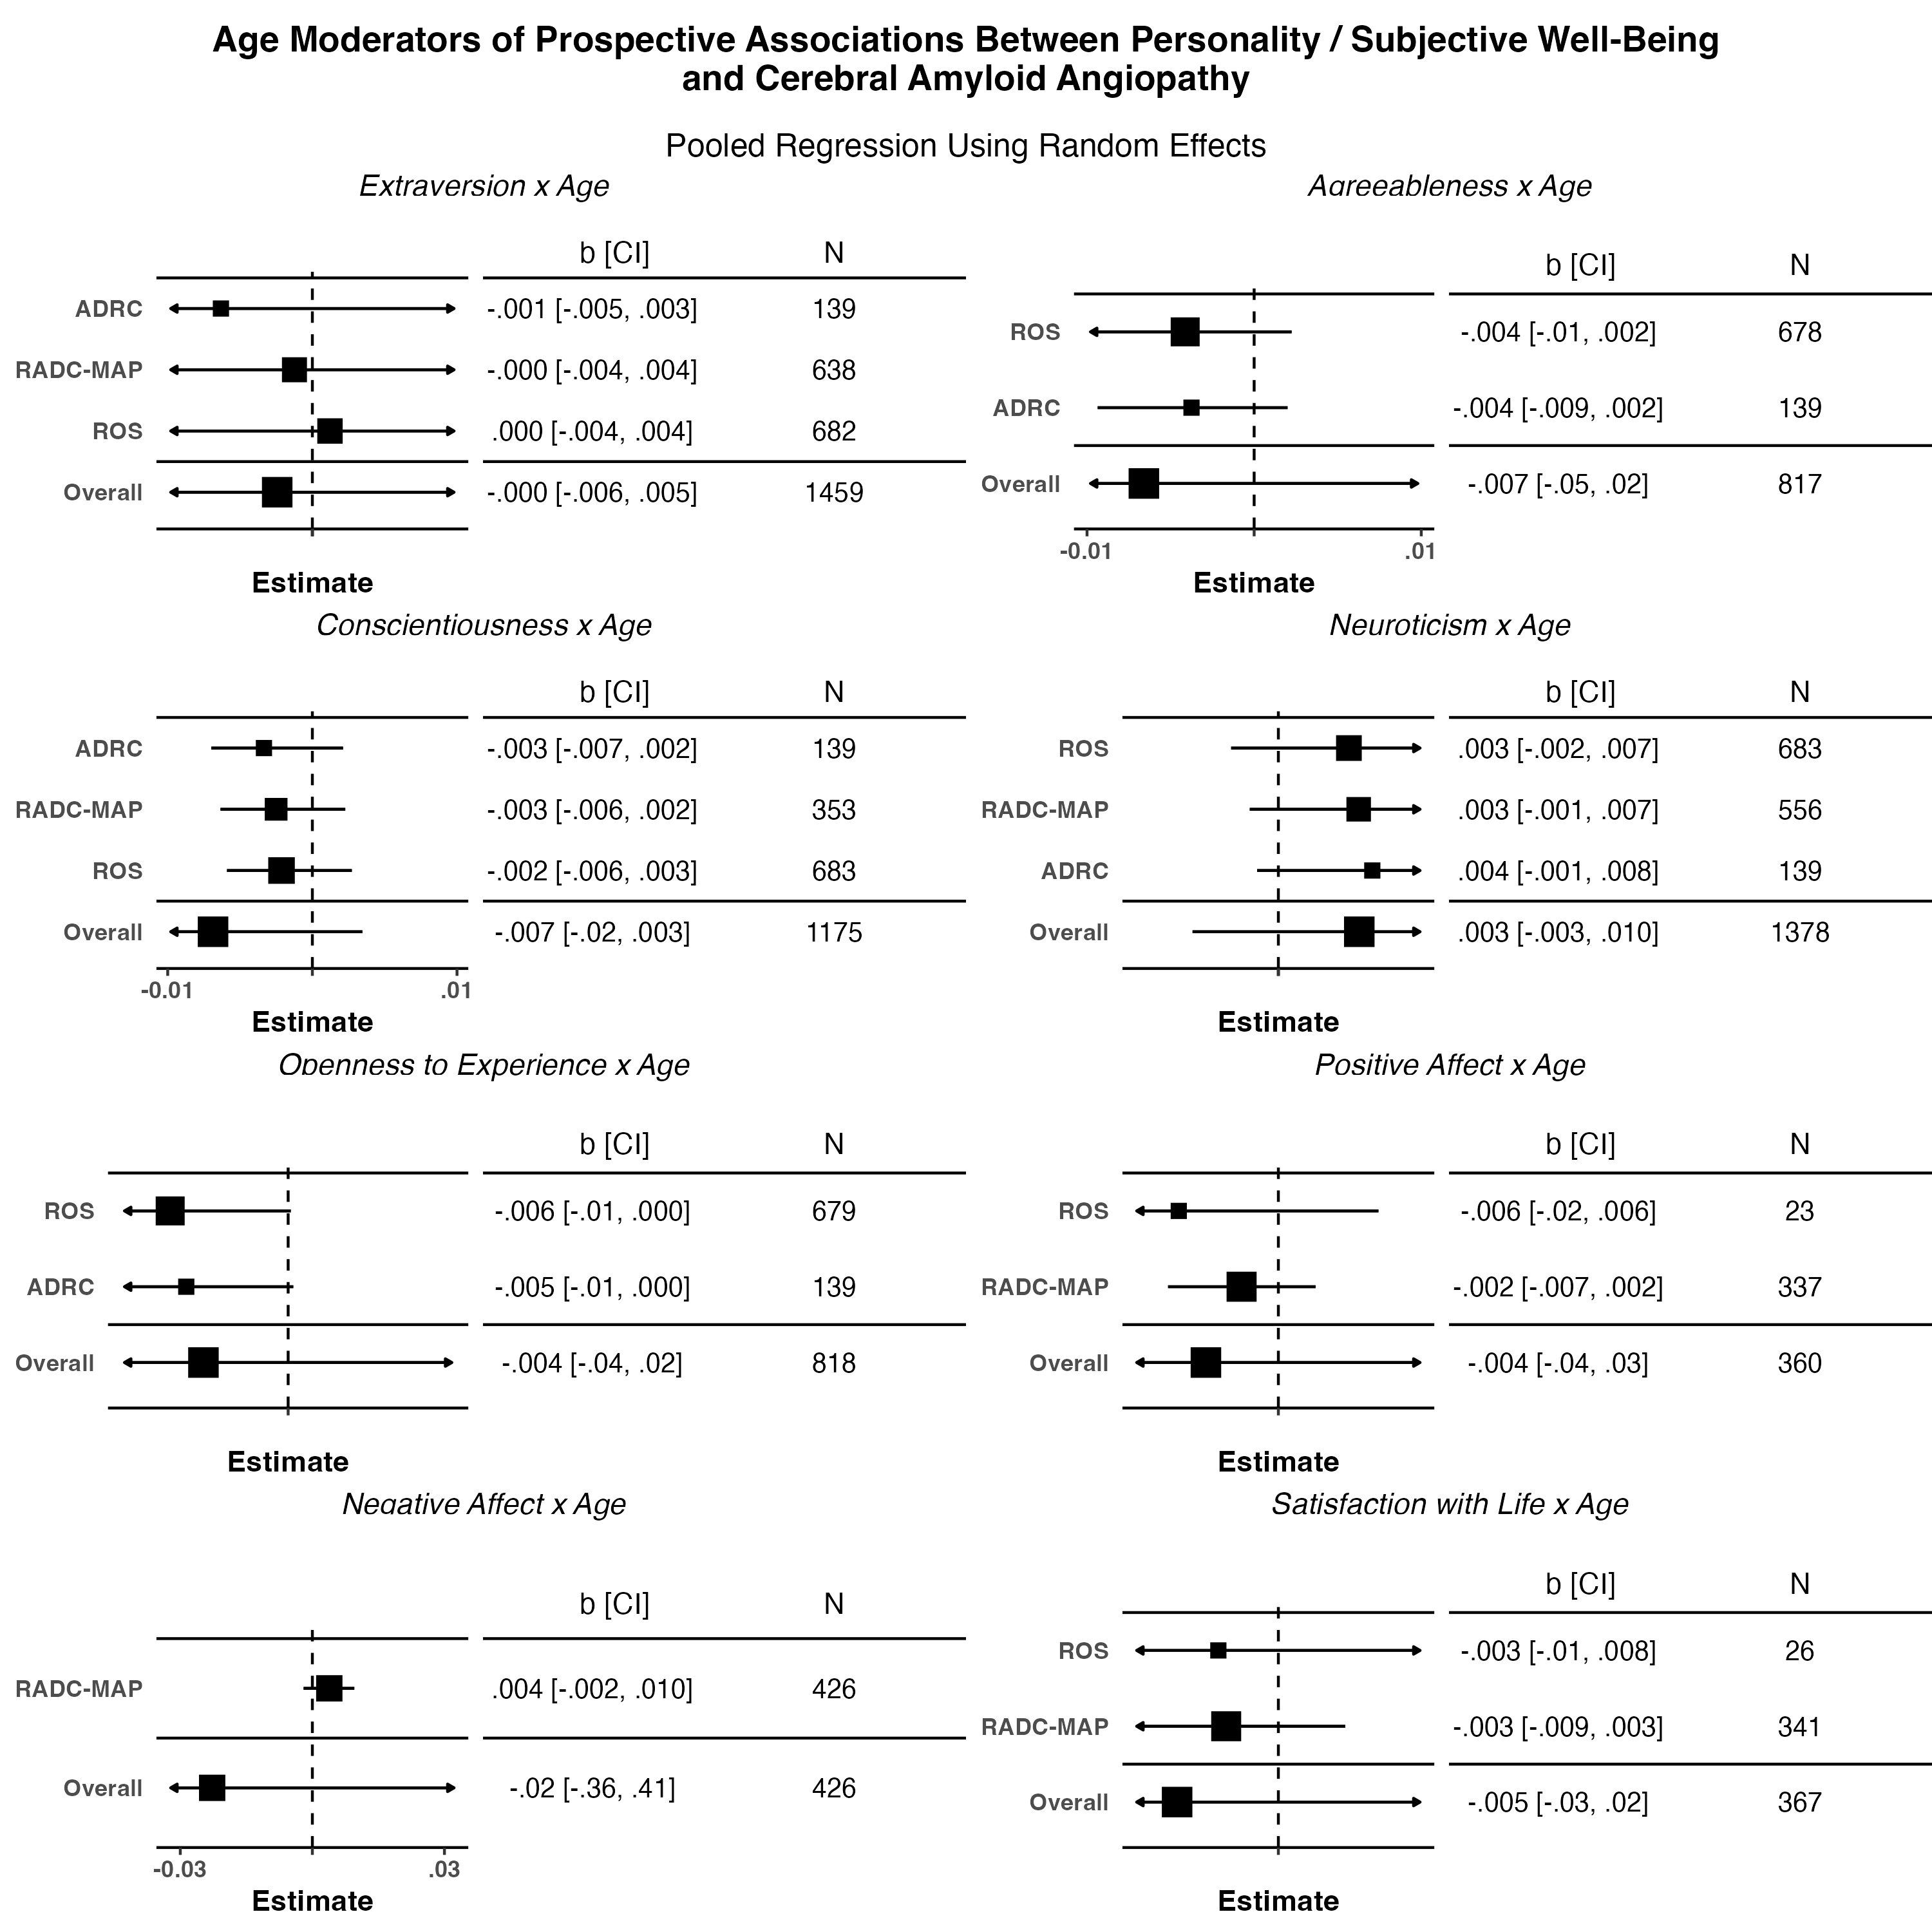 Age Moderators of Prospective Associations Between Personality / Subjective Well-Being
and Cerebral Amyloid Angiopathy
Pooled Regression Using Random Effects
Extraversion x Age
b [CI] N
ADRC -.001 [-.005, .003] 139
RADC-MAP -.000 [-.004, .004] 638
ROS .000 [-.004, .004] 682
Overall -.000 [-.006, .005] 1459
Estimate
Agreeableness x Age
b [CI] N
ROS -.004 [-.01, .002] 678
ADRC -.004 [-.009, .002] 139
Overall -.007 [-.05, .02] 817
-0.01 .01
Estimate
Conscientiousness x Age
b [CI] N
ADRC -.003 [-.007, .002] 139
RADC-MAP -.003 [-.006, .002] 353
ROS -.002 [-.006, .003] 683
Overall -.007 [-.02, .003] 1175
-0.01 .01
Estimate
Neuroticism x Age
b [CI] N
ROS .003 [-.002, .007] 683
RADC-MAP .003 [-.001, .007] 556
ADRC .004 [-.001, .008] 139
Overall .003 [-.003, .010] 1378
Estimate
Openness to Experience x Age
b [CI] N
ROS -.006 [-.01, .000] 679
ADRC -.005 [-.01, .000] 139
Overall -.004 [-.04, .02] 818
Estimate
Positive Affect x Age
b [CI] N
ROS -.006 [-.02, .006] 23
RADC-MAP -.002 [-.007, .002] 337
Overall -.004 [-.04, .03] 360
Estimate
Negative Affect x Age
b [CI] N
RADC-MAP .004 [-.002, .010] 426
Overall -.02 [-.36, .41] 426
-0.03 .03
Estimate
Satisfaction with Life x Age
b [CI] N
ROS -.003 [-.01, .008] 26
RADC-MAP -.003 [-.009, .003] 341
Overall -.005 [-.03, .02] 367
Estimate